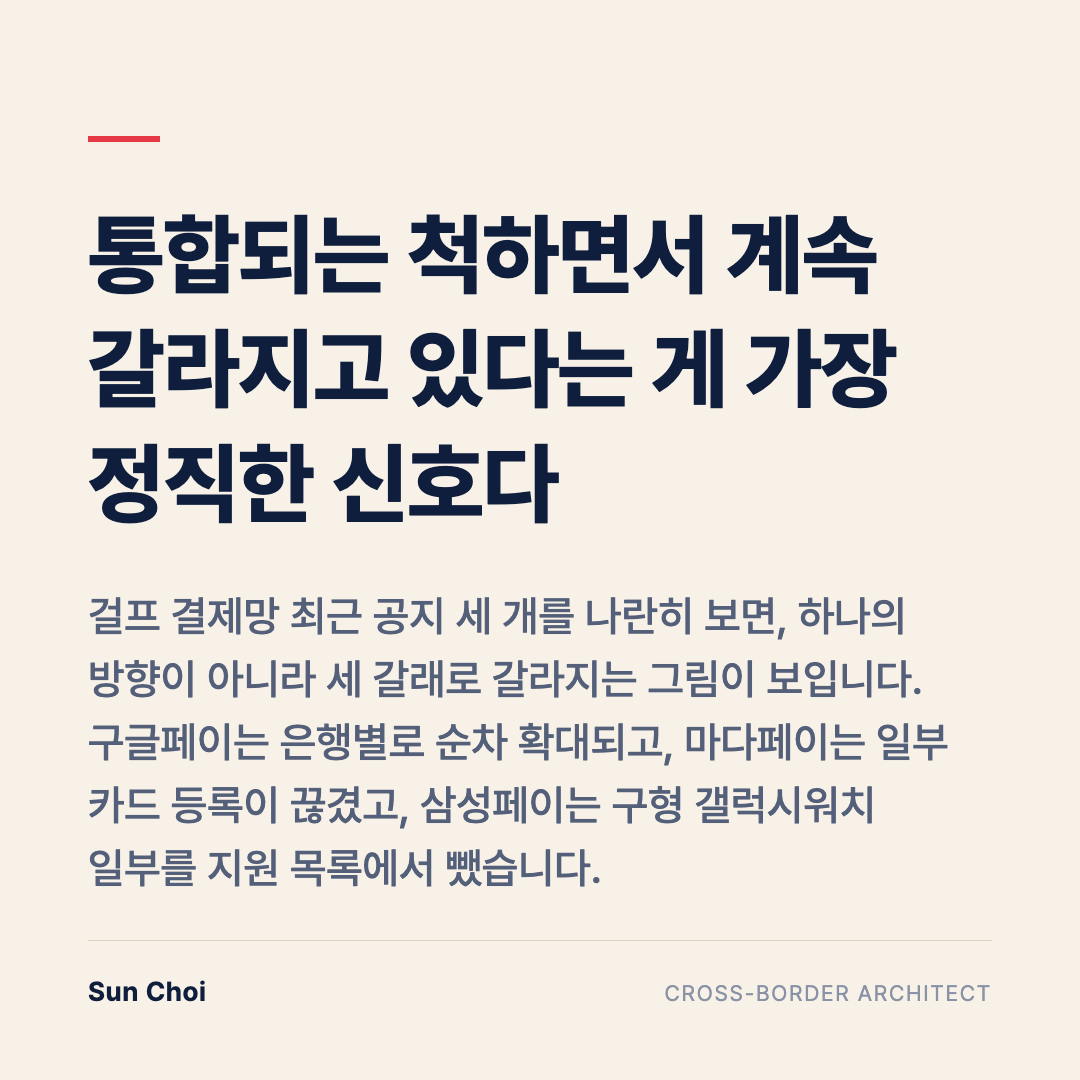 통합되는 척하면서 계속
갈라지고 있다는 게 가장
정직한 신호다
걸프 결제망 최근 공지 세 개를 나란히 보면, 하나의
방향이 아니라 세 갈래로 갈라지는 그림이 보입니다.
구글페이는 은행별로 순차 확대되고, 마다페이는 일부
카드 등록이 끊겼고, 삼성페이는 구형 갤럭시워치
일부를 지원 목록에서 뺐습니다.
Sun Choi
CROSS-BORDER ARCHITECT